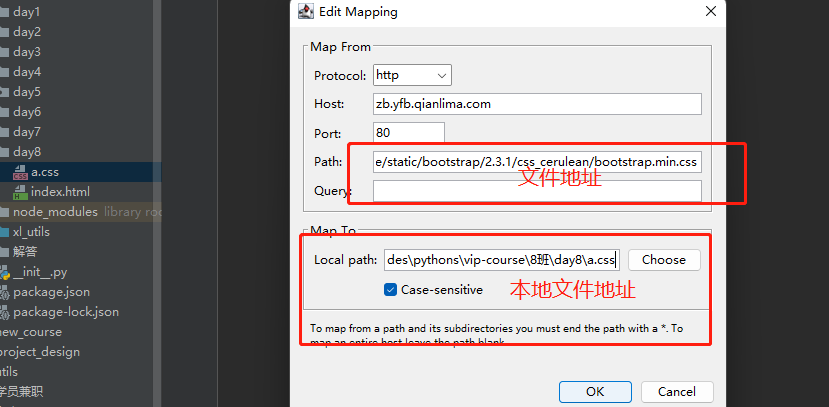 day1
day2
day3
day4
day5
day6
day7
day8
a.css
index.html
node_modules library roo
xl_utils
解答
__init__.py
package.json
package-lock.json
new_course
project_design
utils
学员兼职
Edit Mapping
Map From
Protocol: http
Host: zb.yfb.qianlima.com
Port: 80
Path: e/static/bootstrap/2.3.1/css_cerulean/bootstrap.min.css
文件地址
Query:
Map To
Local path: des\pythons\vip-course\8班\day8\a.css Choose
Case-sensitive
本地文件地址
To map from a path and its subdirectories you must end the path with a *. To
map an entire host leave the path blank.
OK Cancel